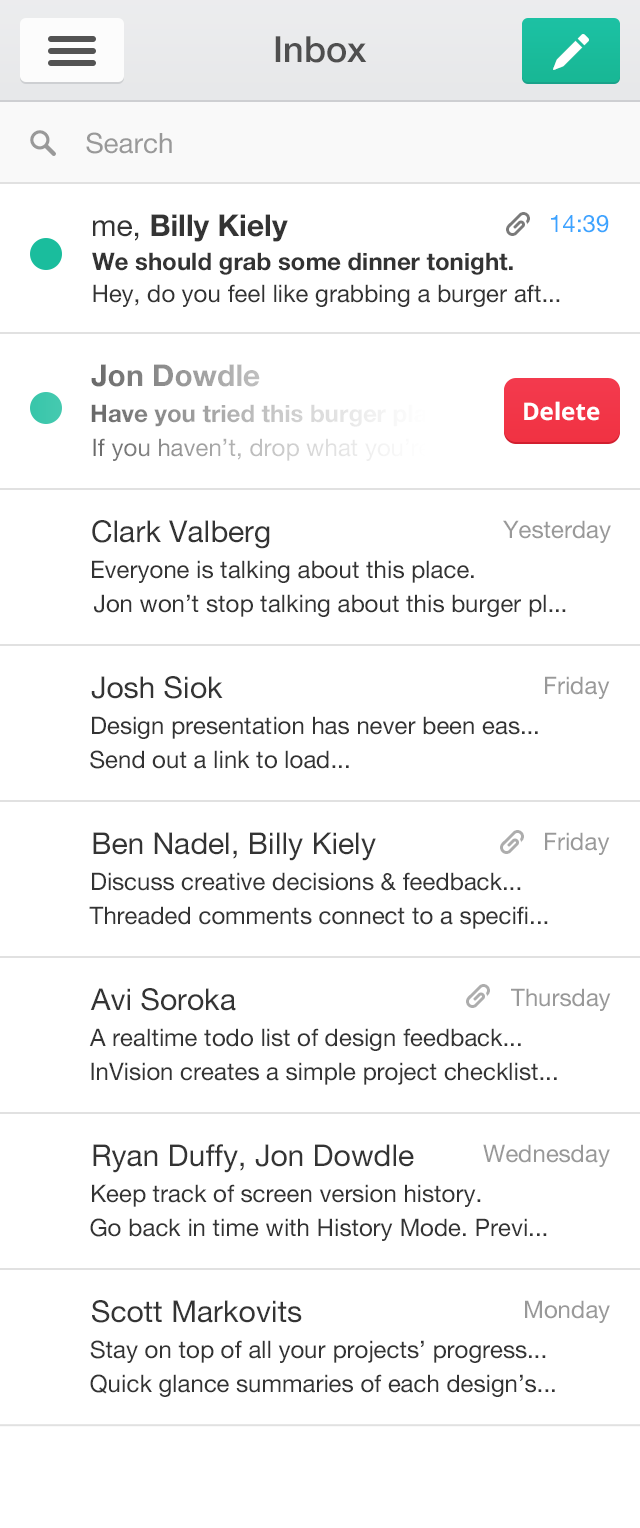 Inbox
Search
me, Billy Kiely 14:39
We should grab some dinner tonight.
Hey, do you feel like grabbing a burger aft...
Jon Dowdle
Have you tried this burger
Delete
If you haven’t, drop what
Clark Valberg Yesterday
Everyone is talking about this place.
Jon won’t stop talking about this burger pl...
Josh Siok Friday
Design presentation has never been eas...
Send out a link to load...
Ben Nadel, Billy Kiely Friday
Discuss creative decisions & feedback...
Threaded comments connect to a specifi...
Avi Soroka Thursday
A realtime todo list of design feedback...
InVision creates a simple project checklist...
Ryan Duffy, Jon Dowdle Wednesday
Keep track of screen version history.
Go back in time with History Mode. Previ...
Scott Markovits Monday
Stay on top of all your projects’ progress...
Quick glance summaries of each design’s...